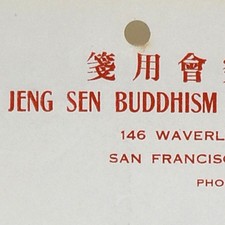 箋用會
JENG SEN BUDDHISM
146 WAVERL
SAN FRANCISC
PHO